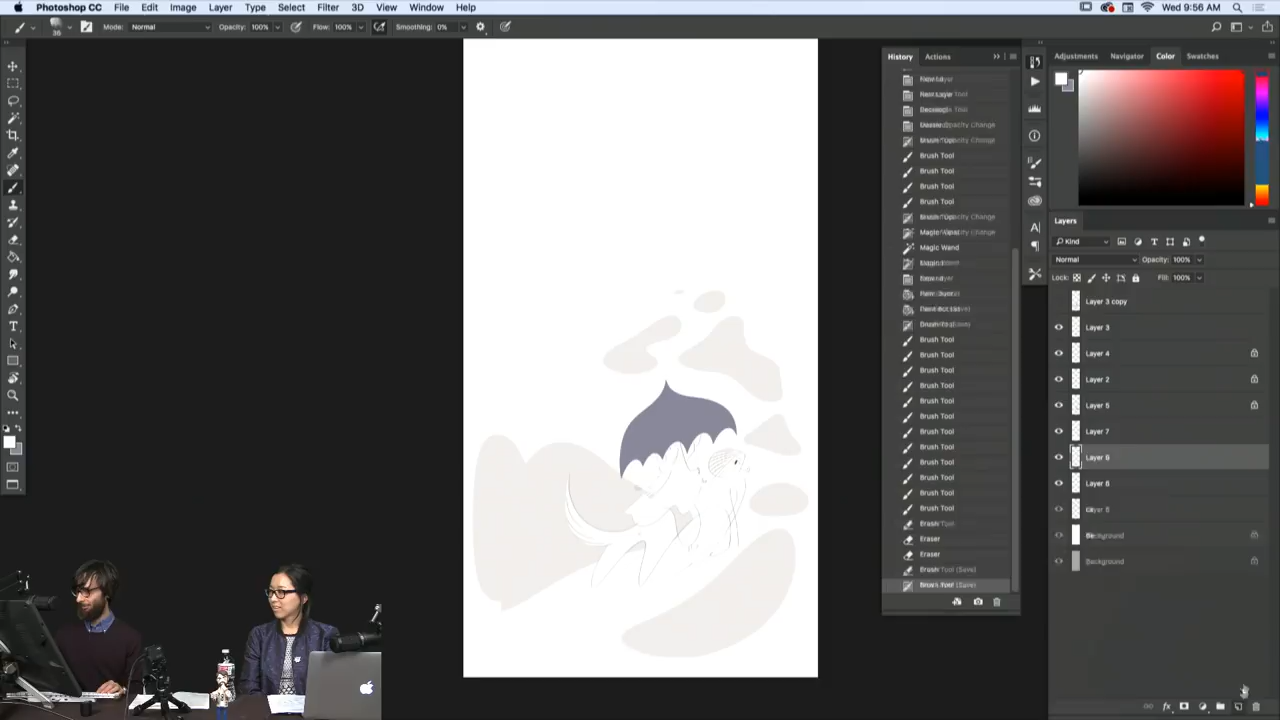 Photoshop CC File Edit Image Layer Type Select Filter 3D View Window Help Wed 9:56 AM
36 Mode: Normal Opacity: 100% Flow: 100% Smoothing: 0%
History Actions
Adjustments Navigator Color Swatches
Brush Tool
Brush Tool
Brush Tool
Brush Tool
Magic Wand
Brush Tool
Brush Tool
Brush Tool
Brush Tool
Brush Tool
Brush Tool
Brush Tool
Brush Tool
Brush Tool
Brush Tool
Brush Tool
Brush Tool
Eraser
Eraser
Layers
Kind
Normal Opacity: 100%
Lock: Fill: 100%
Layer 3 copy
Layer 3
Layer 4
Layer 2
Layer 5
Layer 7
Layer 9
Layer 6
Background
Background